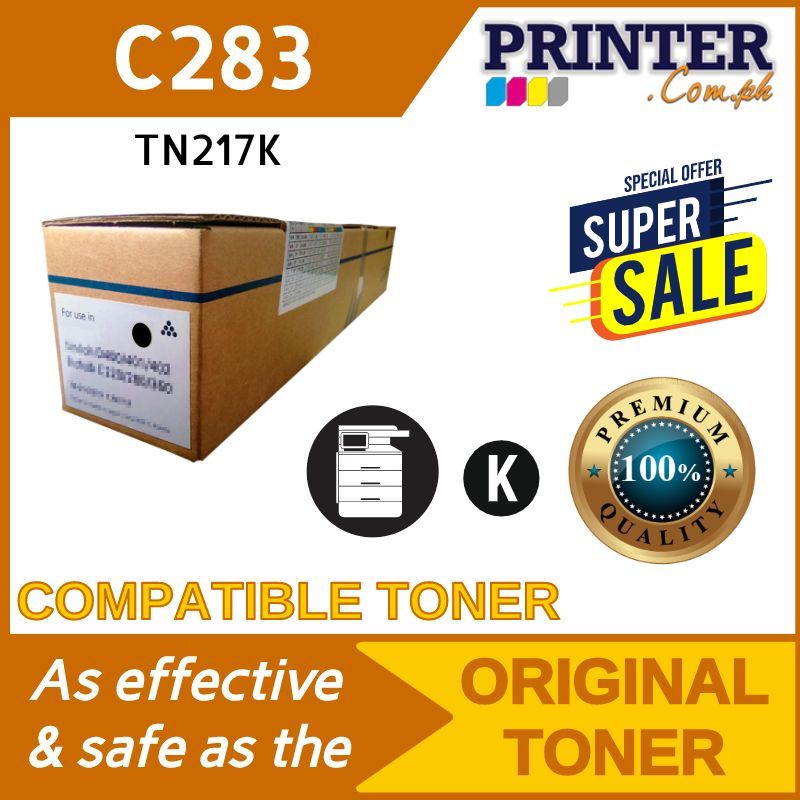 C283
PRINTER
.Com.ph
TN217K
SPECIAL OFFER
SUPER
SALE
For use in
K
PREMIUM
100%
QUALITY
COMPATIBLE TONER
As effective
& safe as the
ORIGINAL
TONER